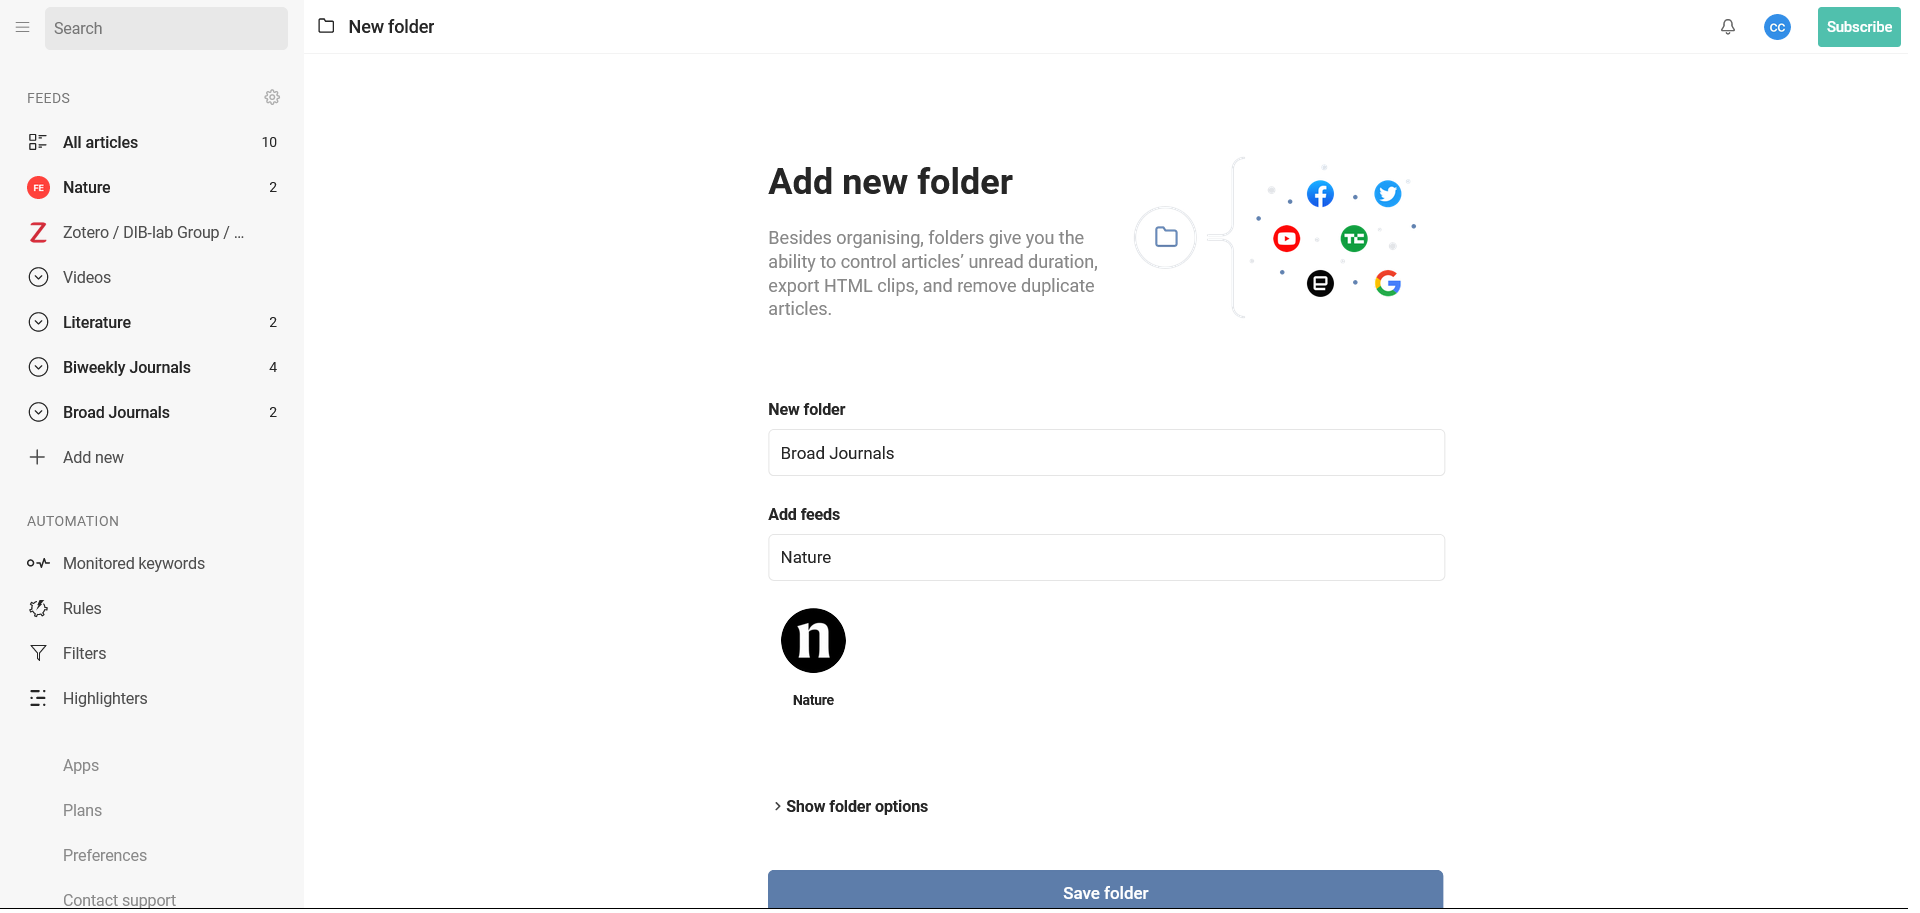 Search
New folder
CC
Subscribe
FEEDS
All articles 10
FE Nature 2
Z Zotero / DIB-lab Group / ...
Videos
Literature 2
Biweekly Journals 4
Broad Journals 2
Add new
AUTOMATION
Monitored keywords
Rules
Filters
Highlighters
Apps
Plans
Preferences
Contact support
Add new folder
Besides organising, folders give you the
ability to control articles’ unread duration,
export HTML clips, and remove duplicate
articles.
TC
G
New folder
Broad Journals
Add feeds
Nature
n
Nature
Show folder options
Save folder